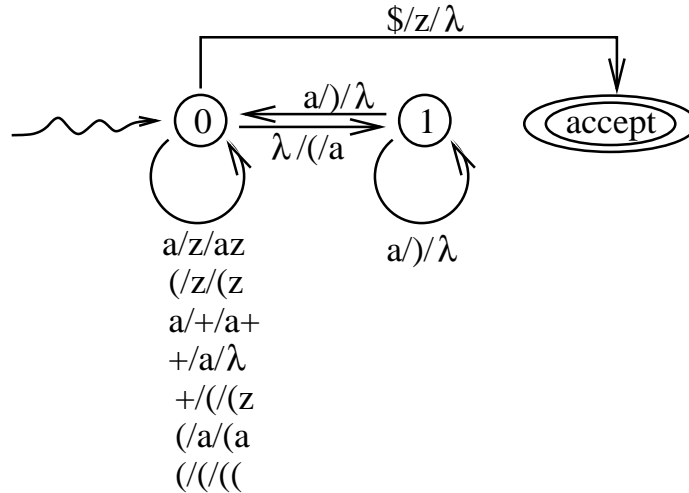 $/z/λ
a/)/λ
0
1
accept
λ/(/a
a/z/az
a/)/λ
(/z/(z
a/+/a+
+/a/λ
+/(/(z
(/a/(a
(/(/((